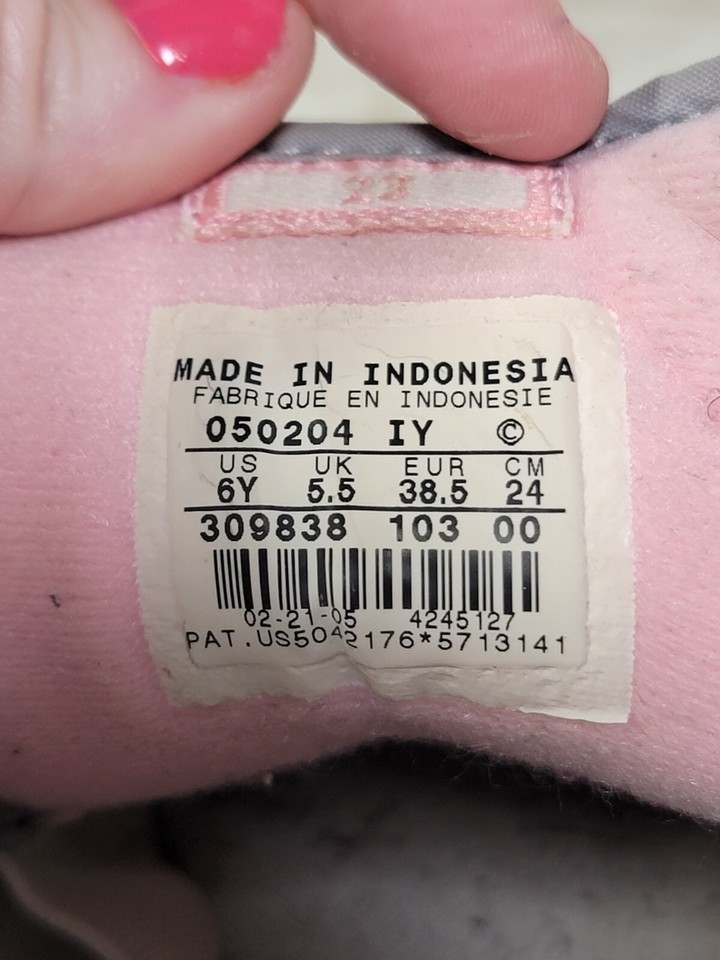 23
MADE IN INDONESIA
FABRIQUE EN INDONESIE
050204 IY ©
US UK EUR CM
6Y 5.5 38.5 24
309838 103 00
02-21-05 4245127
PAT.US5042176*5713141